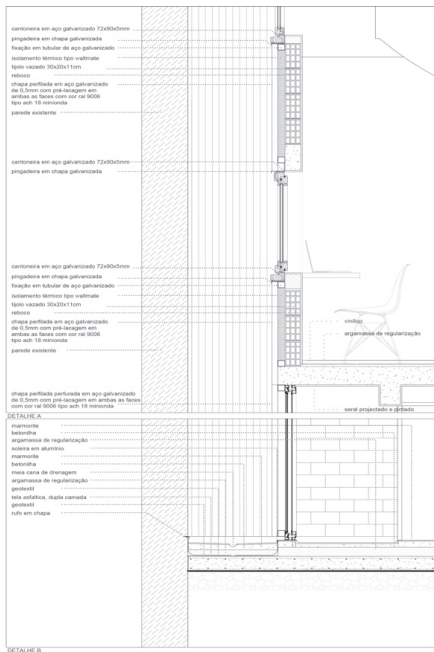 cantoneira em aço galvanizado 72x90x5mm
pingadeira em chapa galvanizada
fixação em tubular de aço galvanizado
isolamento térmico tipo wallmate
tijolo vazado 30x20x11cm
reboco
chapa perfilada em aço galvanizado
de 0,5mm com pré-lacagem em
ambas as faces com cor ral 9006
tipo ach 18 minionda
parede existente
cantoneira em aço galvanizado 72x90x5mm
pingadeira em chapa galvanizada
cantoneira em aço galvanizado 72x90x5mm
pingadeira em chapa galvanizada
fixação em tubular de aço galvanizado
isolamento térmico tipo wallmate
tijolo vazado 30x20x11cm
reboco
chapa perfilada em aço galvanizado
de 0,5mm com pré-lacagem em
ambas as faces com cor ral 9006
tipo ach 18 minionda
parede existente
vinílico
argamassa de regularização
chapa perfilada perfurada em aço galvanizado
de 0,5mm com pré-lacagem em ambas as faces
com cor ral 9006 tipo ach 18 minionda
seral projectado e pintado
DETALHE A
marmorite
betonilha
argamassa de regularização
soleira em alumínio
marmorite
betonilha
meia cana de drenagem
argamassa de regularização
geotextil
tela asfáltica, dupla camada
geotextil
rufo em chapa
DETALHE B